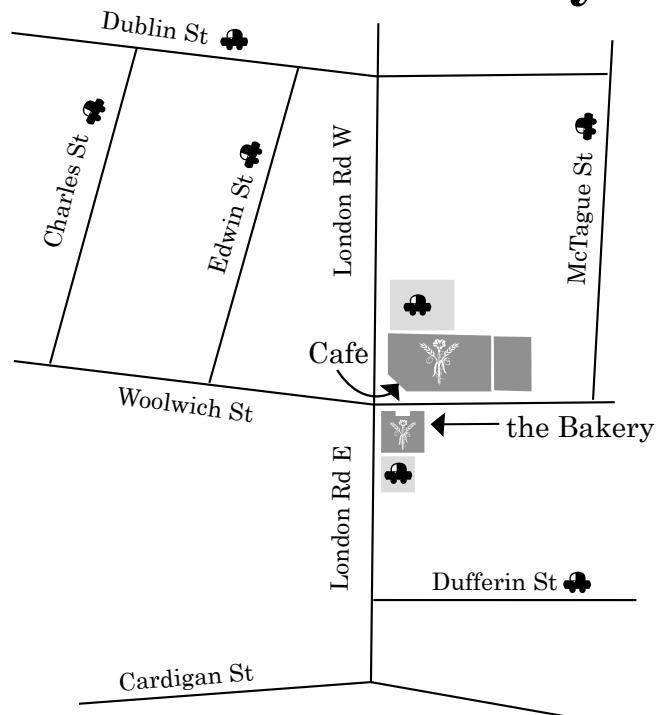 Dublin St
Charles St
Edwin St
London Rd W
McTague St
Café
Woolwich St
the Bakery
London Rd E
Dufferin St
Cardigan St